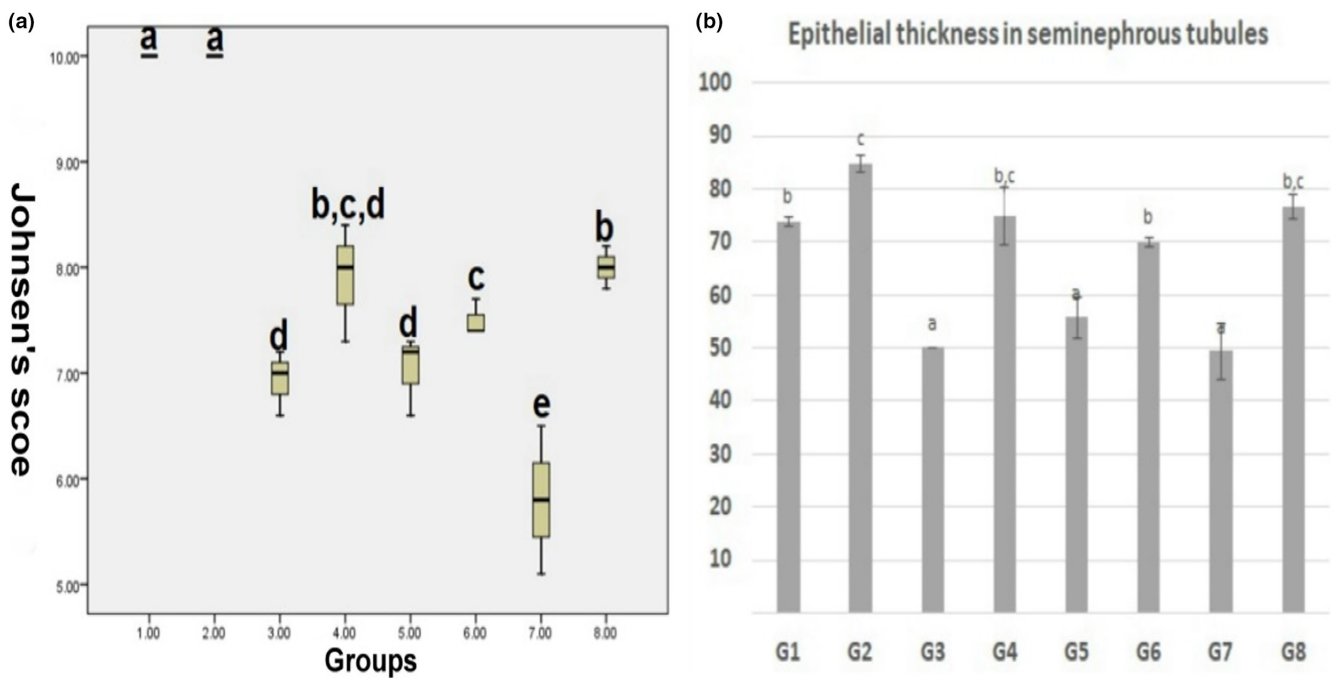 (a)
Johnsen's scoe
10.00
9.00
8.00
7.00
6.00
5.00
a
a
d
b,c,d
d
c
e
b
1.00 2.00 3.00 4.00 5.00 6.00 7.00 8.00
Groups
(b)
Epithelial thickness in seminephrous tubules
100
90
80
70
60
50
40
30
20
10
b
c
a
b,c
a
b
a
b,c
G1 G2 G3 G4 G5 G6 G7 G8